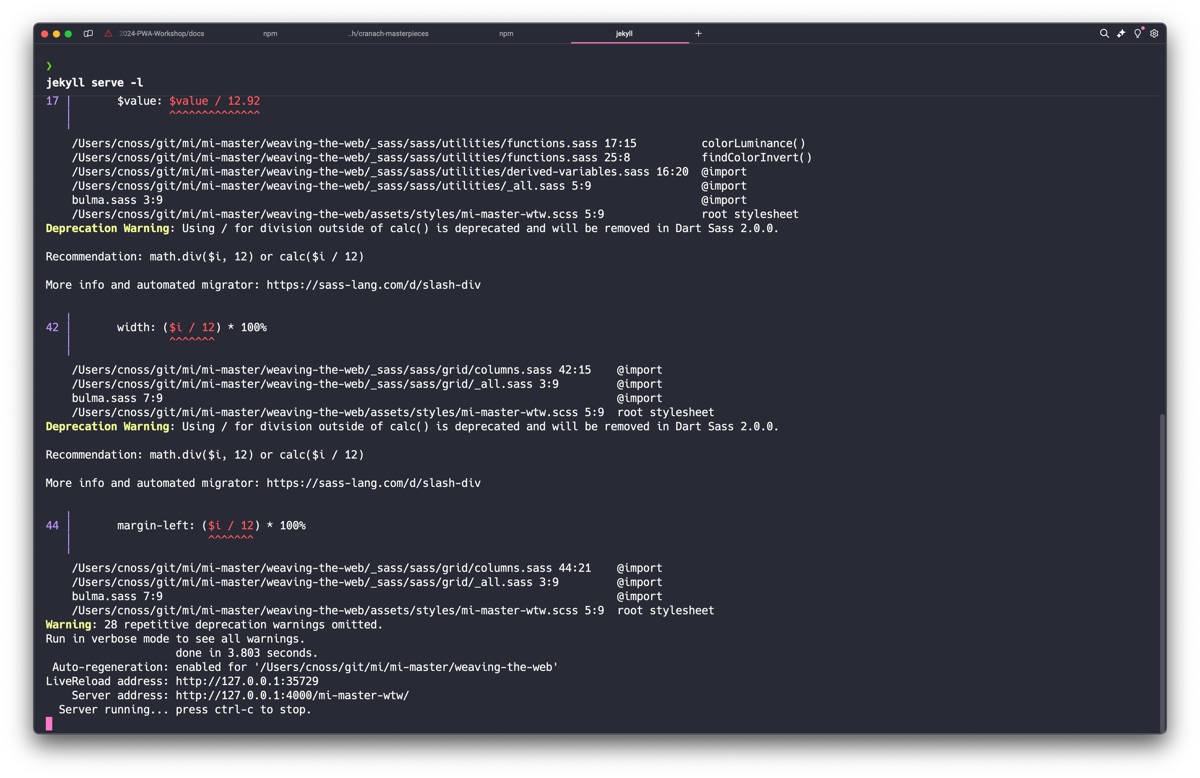 2024-PWA-Workshop/docs npm ..h/cranach-masterpieces npm jekyll +
❯
jekyll serve -l
17 │ $value: $value / 12.92
^^^^^^^^^^^^^^
/Users/cnoss/git/mi/mi-master/weaving-the-web/_sass/sass/utilities/functions.sass 17:15 colorLuminance()
/Users/cnoss/git/mi/mi-master/weaving-the-web/_sass/sass/utilities/functions.sass 25:8 findColorInvert()
/Users/cnoss/git/mi/mi-master/weaving-the-web/_sass/sass/utilities/derived-variables.sass 16:20 @import
/Users/cnoss/git/mi/mi-master/weaving-the-web/_sass/sass/utilities/_all.sass 5:9 @import
bulma.sass 3:9 @import
/Users/cnoss/git/mi/mi-master/weaving-the-web/assets/styles/mi-master-wtw.scss 5:9 root stylesheet
Deprecation Warning: Using / for division outside of calc() is deprecated and will be removed in Dart Sass 2.0.0.
Recommendation: math.div($i, 12) or calc($i / 12)
More info and automated migrator: https://sass-lang.com/d/slash-div
42 │ width: ($i / 12) * 100%
^^^^^^^
/Users/cnoss/git/mi/mi-master/weaving-the-web/_sass/sass/grid/columns.sass 42:15 @import
/Users/cnoss/git/mi/mi-master/weaving-the-web/_sass/sass/grid/_all.sass 3:9 @import
bulma.sass 7:9 @import
/Users/cnoss/git/mi/mi-master/weaving-the-web/assets/styles/mi-master-wtw.scss 5:9 root stylesheet
Deprecation Warning: Using / for division outside of calc() is deprecated and will be removed in Dart Sass 2.0.0.
Recommendation: math.div($i, 12) or calc($i / 12)
More info and automated migrator: https://sass-lang.com/d/slash-div
44 │ margin-left: ($i / 12) * 100%
^^^^^^^
/Users/cnoss/git/mi/mi-master/weaving-the-web/_sass/sass/grid/columns.sass 44:21 @import
/Users/cnoss/git/mi/mi-master/weaving-the-web/_sass/sass/grid/_all.sass 3:9 @import
bulma.sass 7:9 @import
/Users/cnoss/git/mi/mi-master/weaving-the-web/assets/styles/mi-master-wtw.scss 5:9 root stylesheet
Warning: 28 repetitive deprecation warnings omitted.
Run in verbose mode to see all warnings.
done in 3.803 seconds.
Auto-regeneration: enabled for '/Users/cnoss/git/mi/mi-master/weaving-the-web'
LiveReload address: http://127.0.0.1:35729
Server address: http://127.0.0.1:4000/mi-master-wtw/
Server running... press ctrl-c to stop.